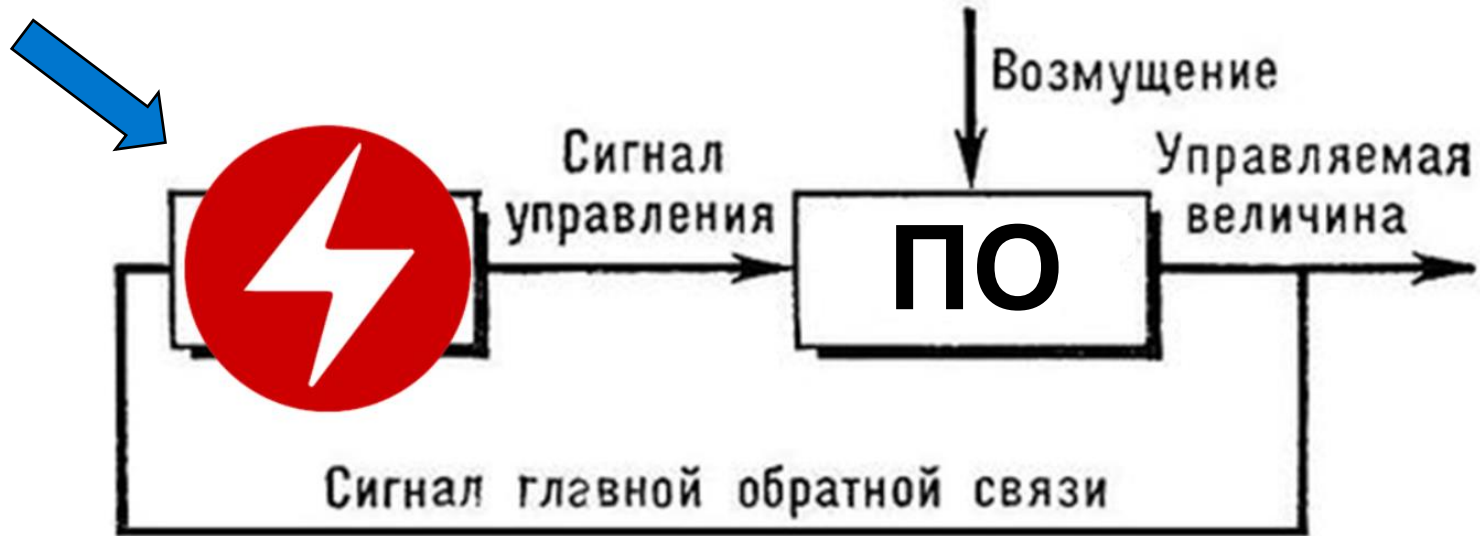 Возмущение
Сигнал
управления
ПО
Управляемая
величина
Сигнал главной обратной связи